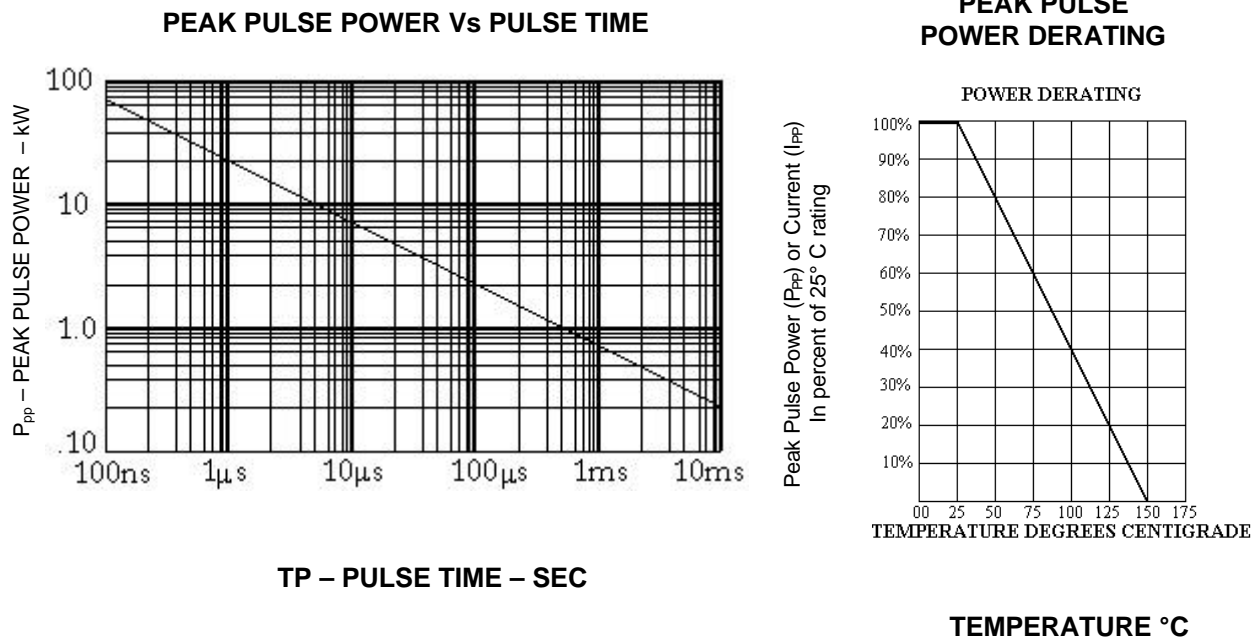 PEAK PULSE POWER Vs PULSE TIME
P_pp – PEAK PULSE POWER – kW
100
10
1.0
.10
100ns 1µs 10µs 100µs 1ms 10ms
TP – PULSE TIME – SEC
PEAK PULSE
POWER DERATING
POWER DERATING
Peak Pulse Power (P_PP) or Current (I_PP)
In percent of 25° C rating
100%
90%
80%
70%
60%
50%
40%
30%
20%
10%
00 25 50 75 100 125 150 175
TEMPERATURE DEGREES CENTIGRADE
TEMPERATURE °C